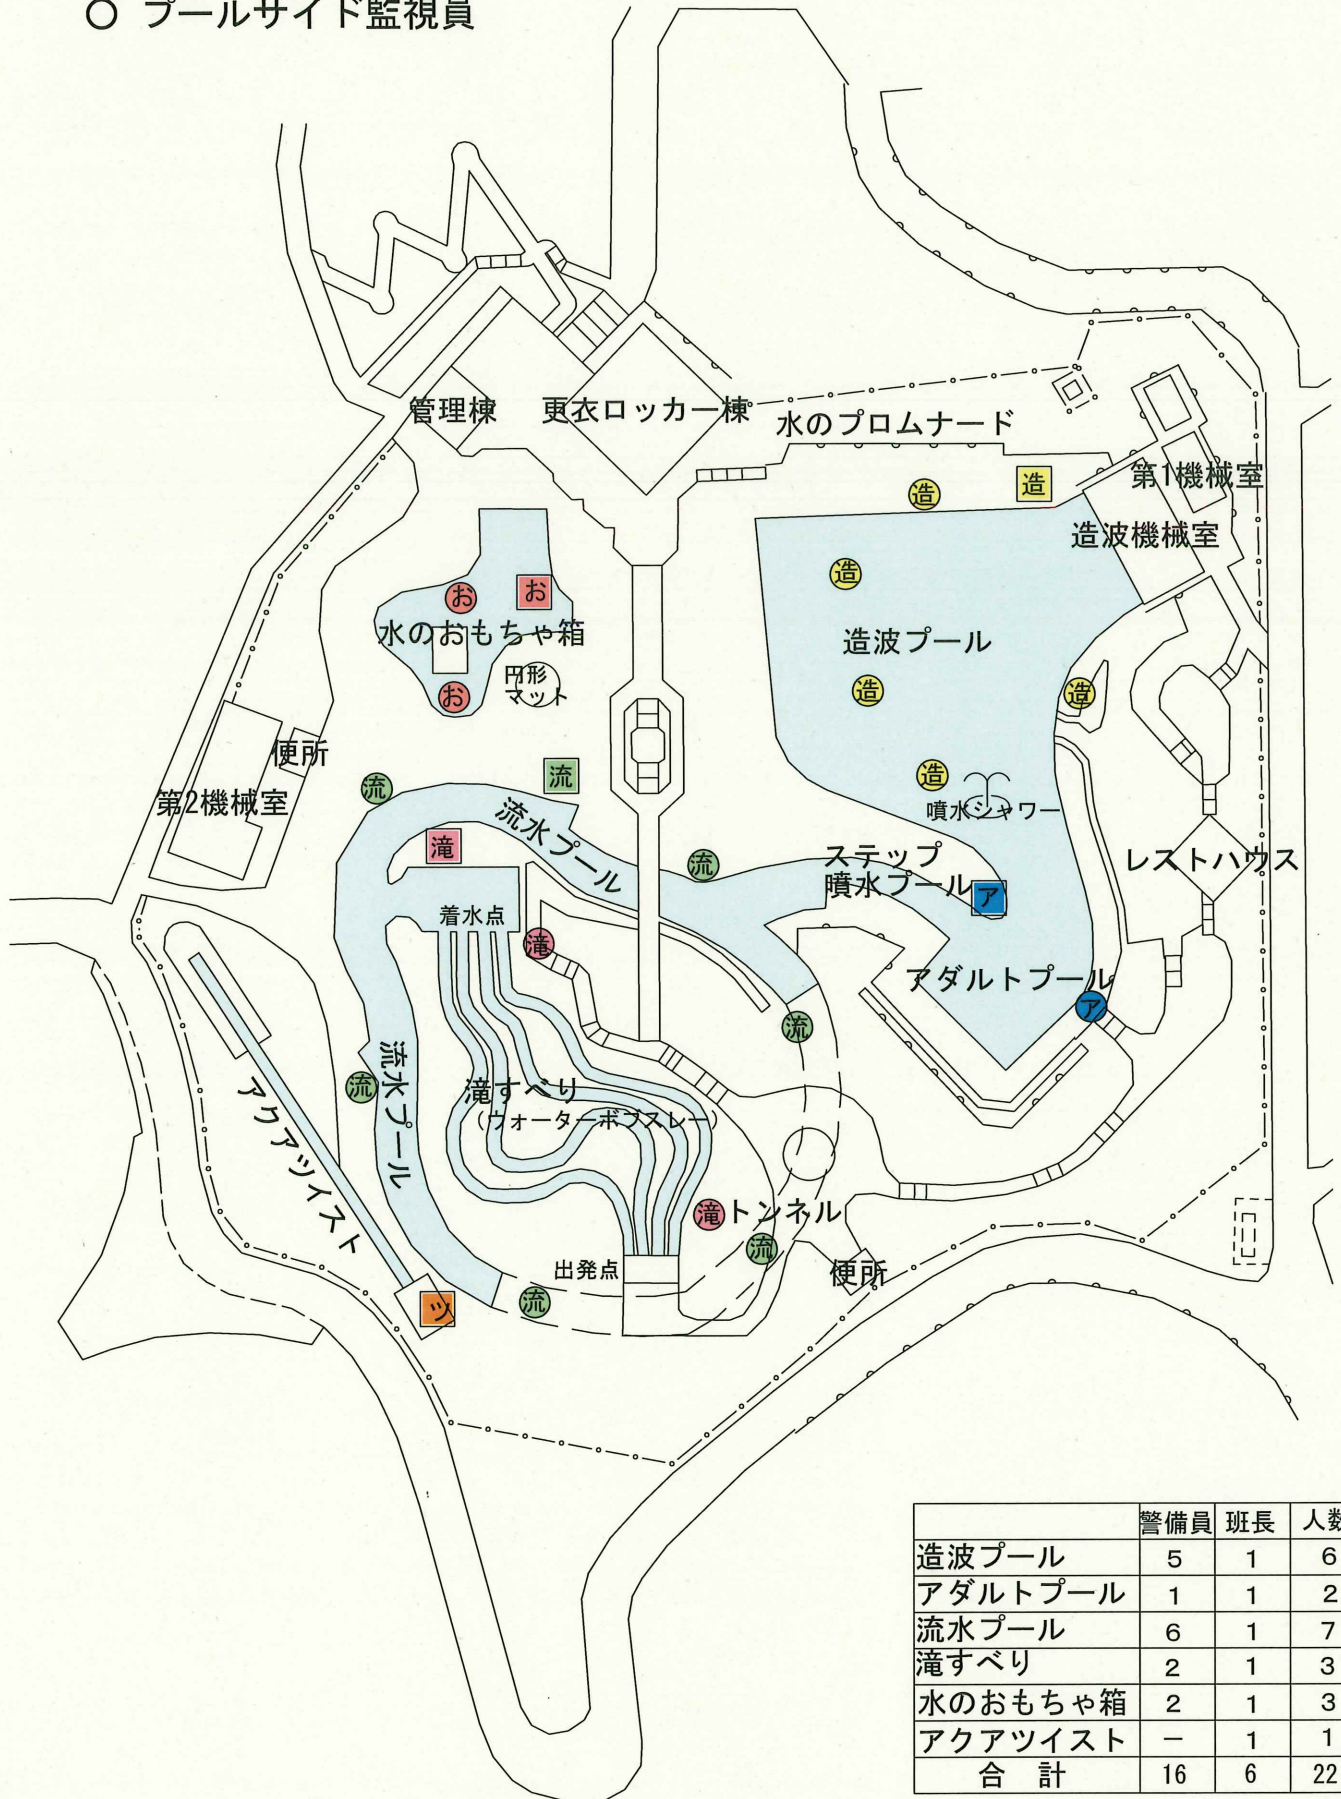 ○ プールサイド監視員
管理棟
更衣ロッカー棟
水のプロムナード
第1機械室
造波機械室
造
造
造
造
造
造
造波プール
お
お
水のおもちゃ箱
円形
マット
お
便所
第2機械室
流
流
流水プール
滝
流
噴水シャワー
ステップ
噴水プール
ア
レストハウス
着水点
滝
アダルトプール
ア
流
流
流水プール
アクアツイスト
滝すべり
(ウォーターボブスレー)
滝
トンネル
流
便所
出発点
流
ツ
警備員 班長 人数
造波プール 5 1 6
アダルトプール 1 1 2
流水プール 6 1 7
滝すべり 2 1 3
水のおもちゃ箱 2 1 3
アクアツイスト － 1 1
合 計 16 6 22